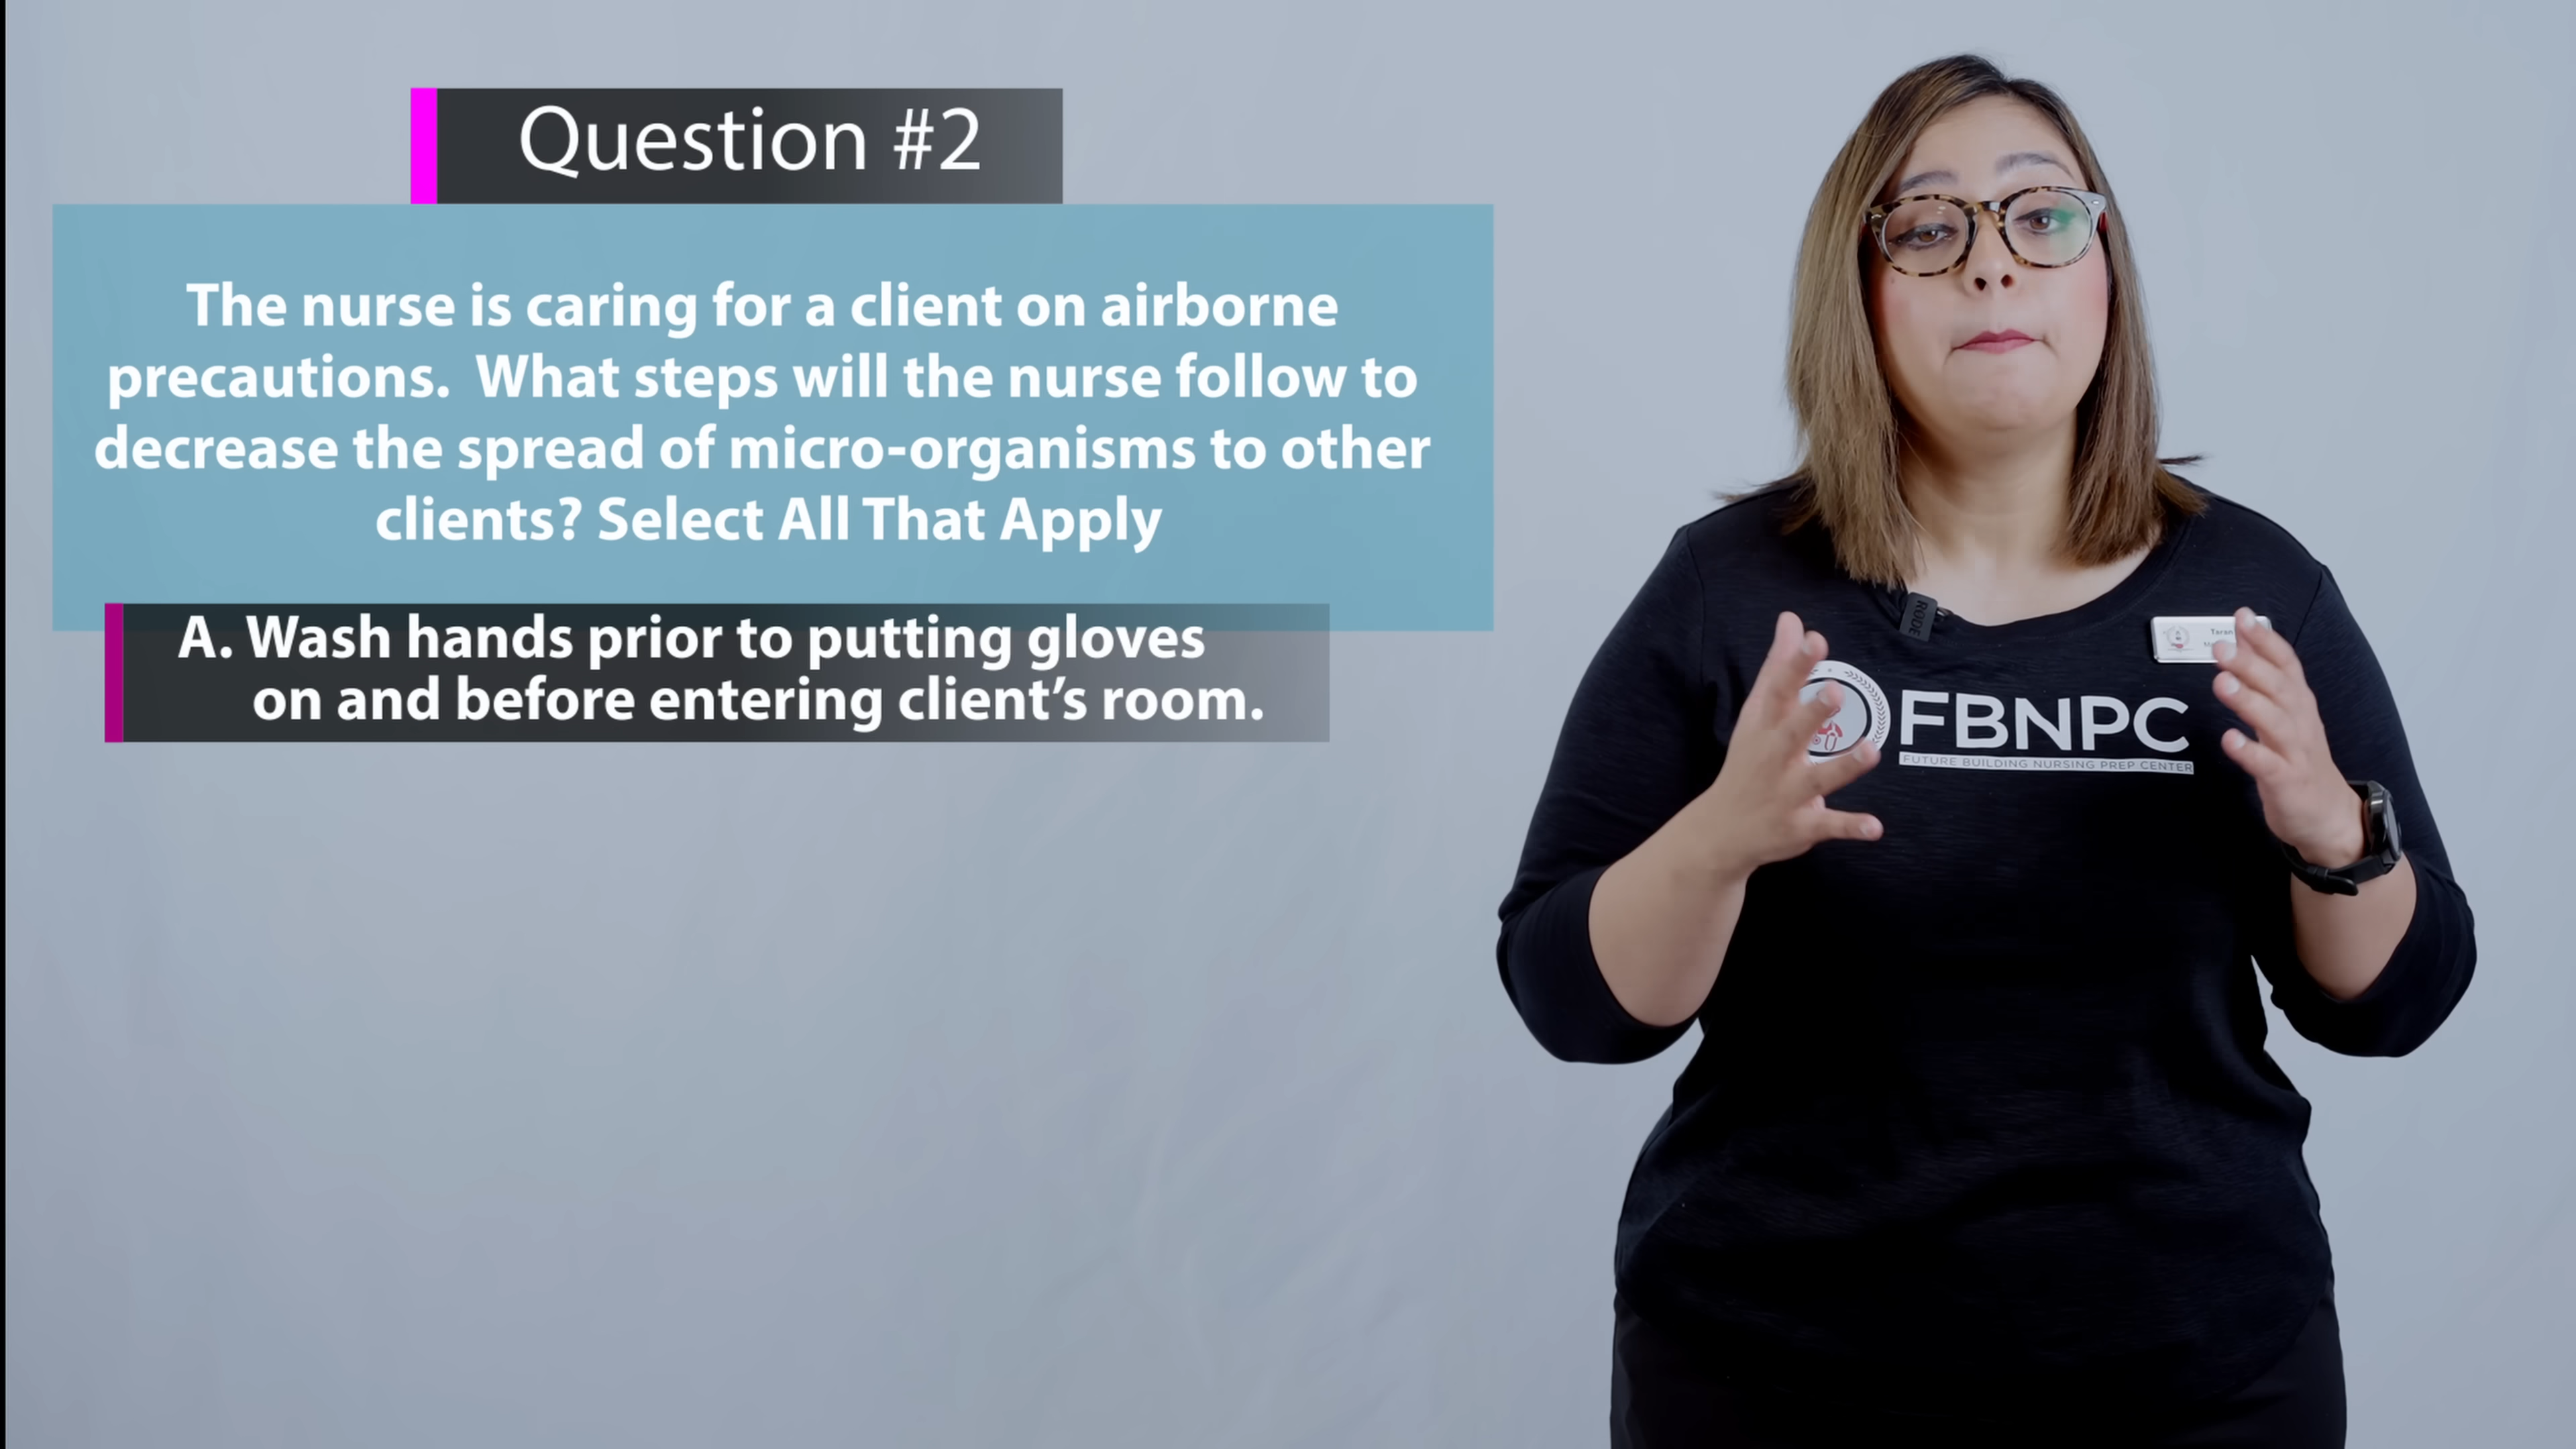 Question #2
The nurse is caring for a client on airborne
precautions. What steps will the nurse follow to
decrease the spread of micro-organisms to other
clients? Select All That Apply
A. Wash hands prior to putting gloves
on and before entering client’s room.
RODE
Taran
FBNPC
FUTURE BUILDING NURSING PREP CENTER